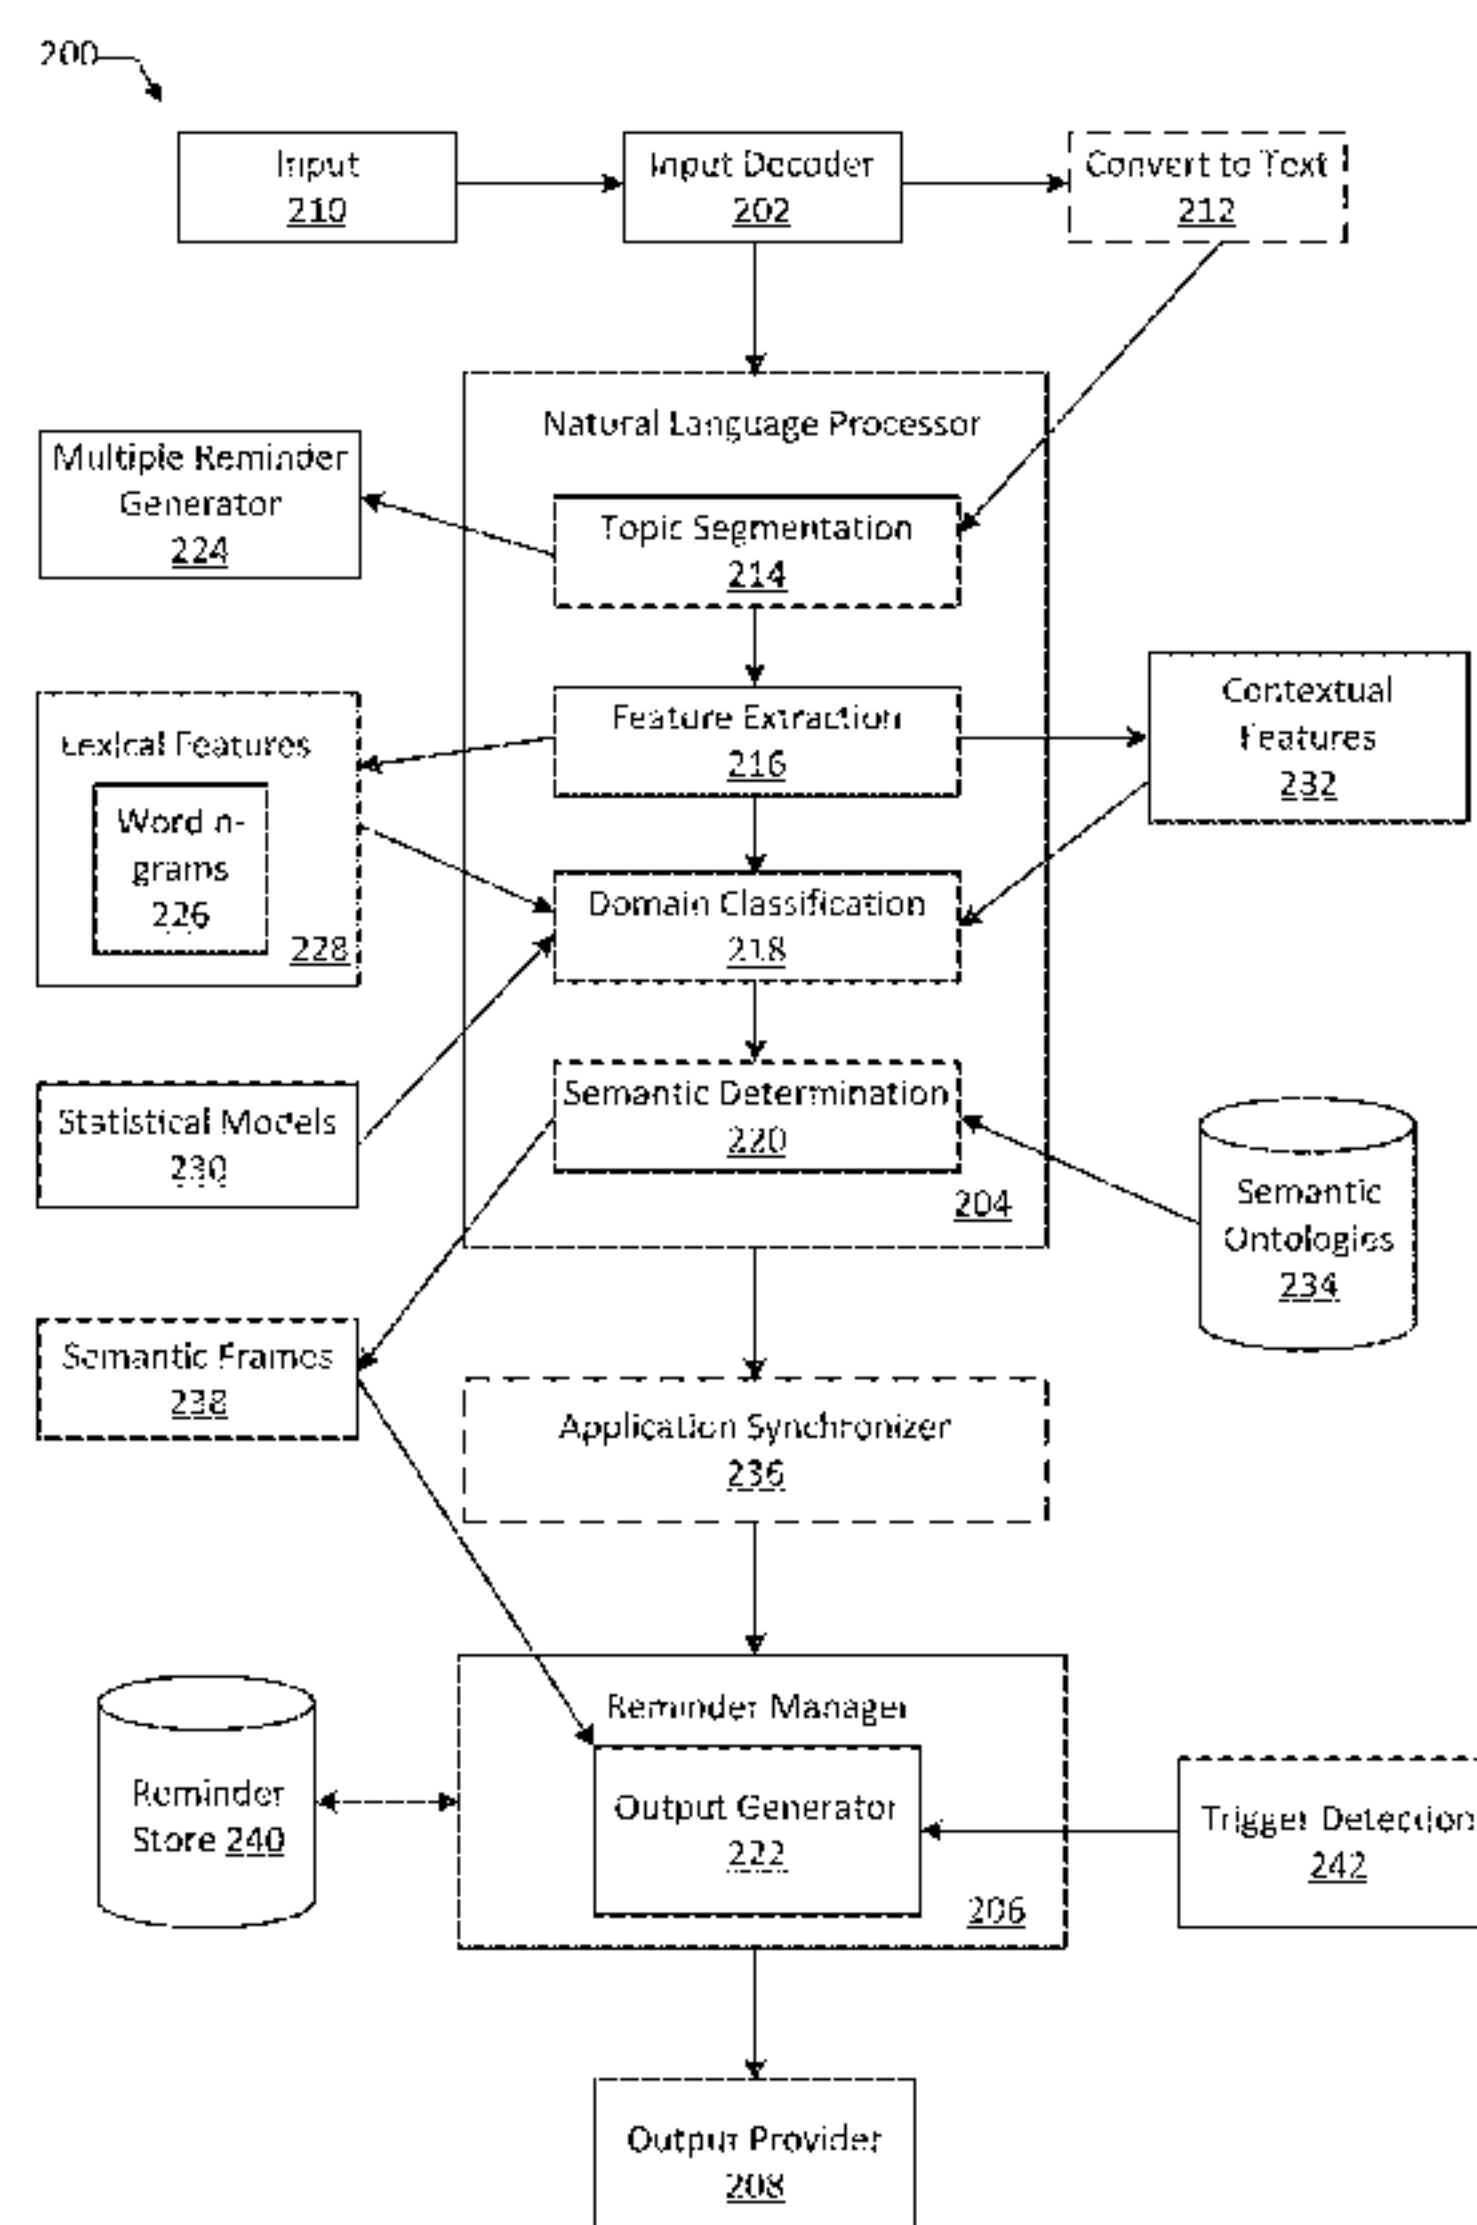 200
Input
210
Input Decoder
202
Convert to Text
212
Natural Language Processor
Multiple Reminder
Generator
224
Topic Segmentation
214
Feature Extraction
216
Contextual
Features
232
Lexical Features
Word n-
grams
226
228
Domain Classification
218
Statistical Models
230
Semantic Determination
220
204
Semantic
Ontologies
234
Semantic Frames
238
Application Synchronizer
236
Reminder Manager
Reminder
Store 240
Output Generator
222
206
Trigger Detection
242
Output Provider
208